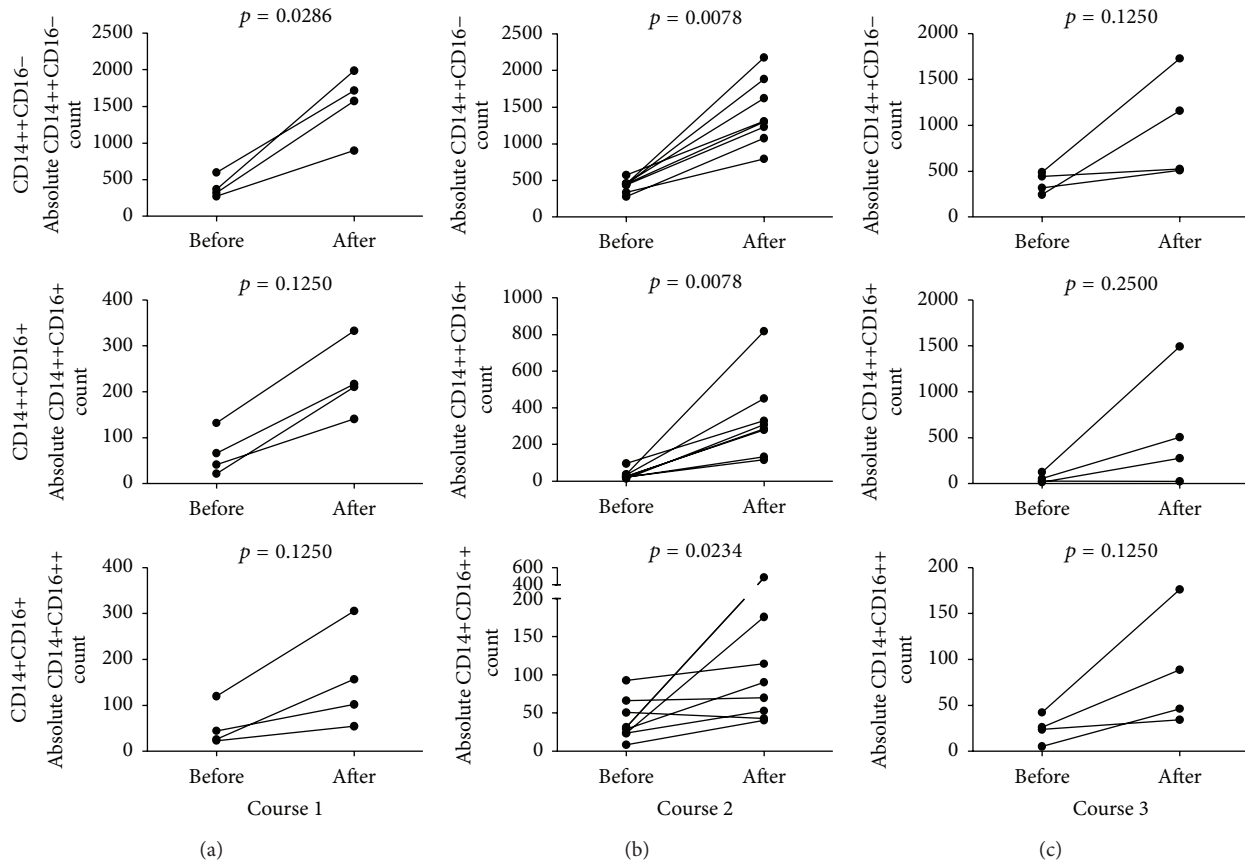 CD14++CD16−
Absolute CD14++CD16−
count
p = 0.0286
2500
2000
1500
1000
500
0
Before
After
Absolute CD14++CD16−
count
p = 0.0078
2500
2000
1500
1000
500
0
Before
After
Absolute CD14++CD16−
count
p = 0.1250
2000
1500
1000
500
0
Before
After
CD14++CD16+
Absolute CD14++CD16+
count
p = 0.1250
400
300
200
100
0
Before
After
Absolute CD14++CD16+
count
p = 0.0078
1000
800
600
400
200
0
Before
After
Absolute CD14++CD16+
count
p = 0.2500
2000
1500
1000
500
0
Before
After
CD14+CD16+
Absolute CD14+CD16++
count
p = 0.1250
400
300
200
100
0
Before
After
Course 1
(a)
Absolute CD14+CD16++
count
p = 0.0234
600
400
200
150
100
50
0
Before
After
Course 2
(b)
Absolute CD14+CD16++
count
p = 0.1250
200
150
100
50
0
Before
After
Course 3
(c)